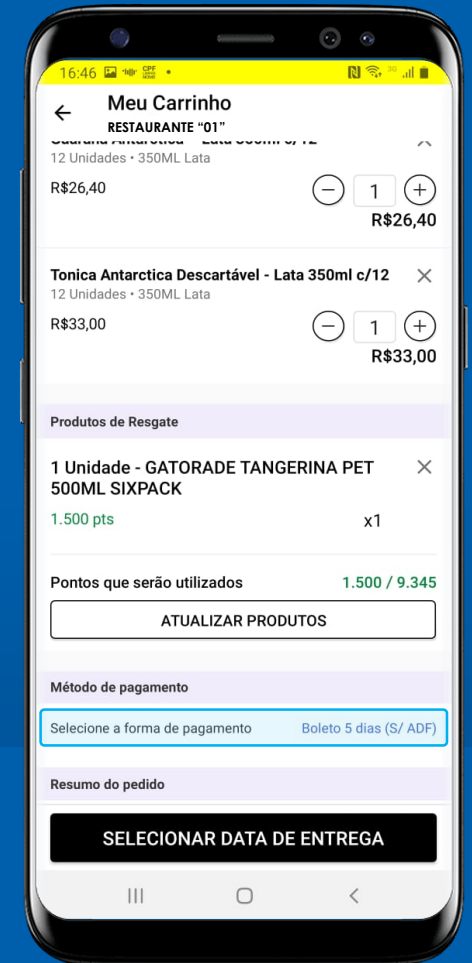 16:46
Meu Carrinho
RESTAURANTE “01”
12 Unidades • 350ML Lata
R$26,40
1
R$26,40
Tonica Antarctica Descartável - Lata 350ml c/12
12 Unidades • 350ML Lata
R$33,00
1
R$33,00
Produtos de Resgate
1 Unidade - GATORADE TANGERINA PET
500ML SIXPACK
1.500 pts
x1
Pontos que serão utilizados
1.500 / 9.345
ATUALIZAR PRODUTOS
Método de pagamento
Selecione a forma de pagamento
Boleto 5 dias (S/ ADF)
Resumo do pedido
SELECIONAR DATA DE ENTREGA